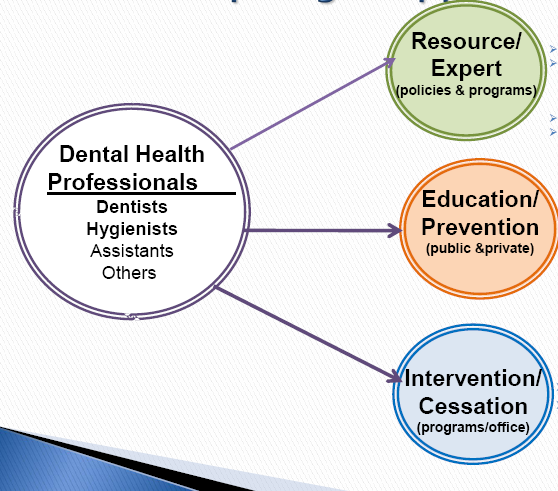 Dental Health
Professionals
Dentists
Hygienists
Assistants
Others
Resource/
Expert
(policies & programs)
Education/
Prevention
(public &private)
Intervention/
Cessation
(programs/office)